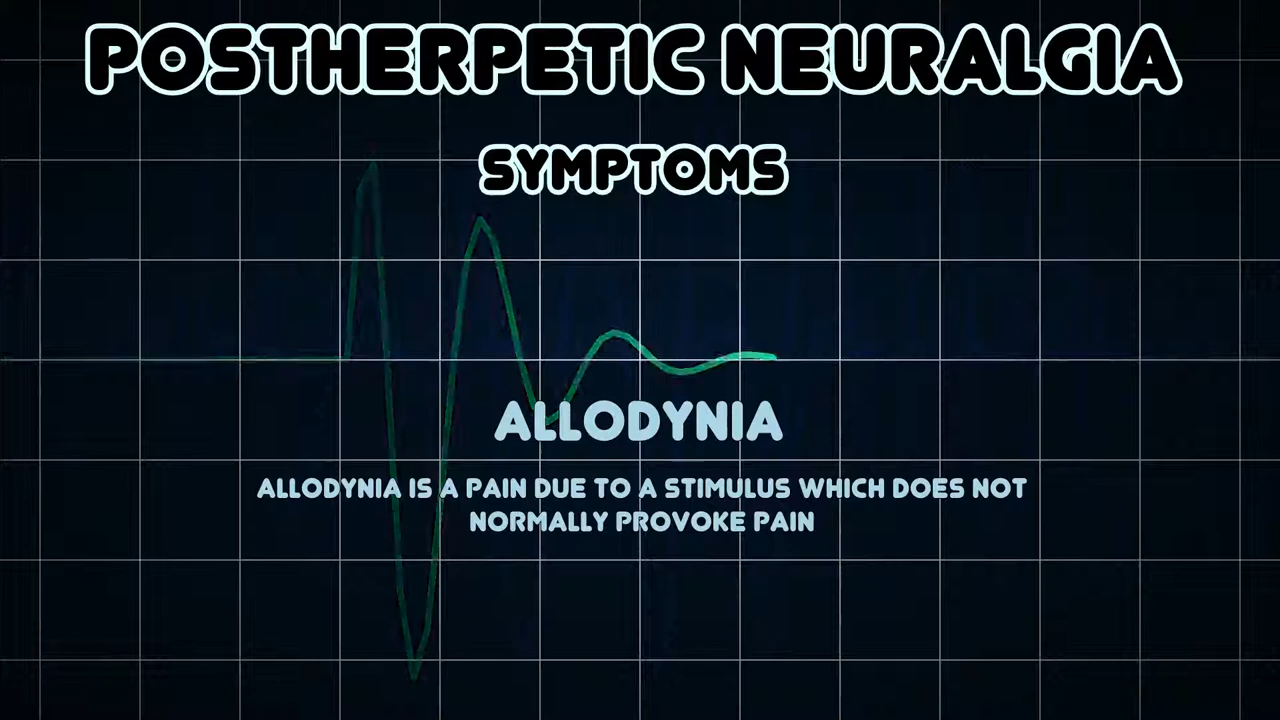 POSTHERPETIC NEURALGIA
SYMPTOMS
ALLODYNIA
ALLODYNIA IS A PAIN DUE TO A STIMULUS WHICH DOES NOT
NORMALLY PROVOKE PAIN